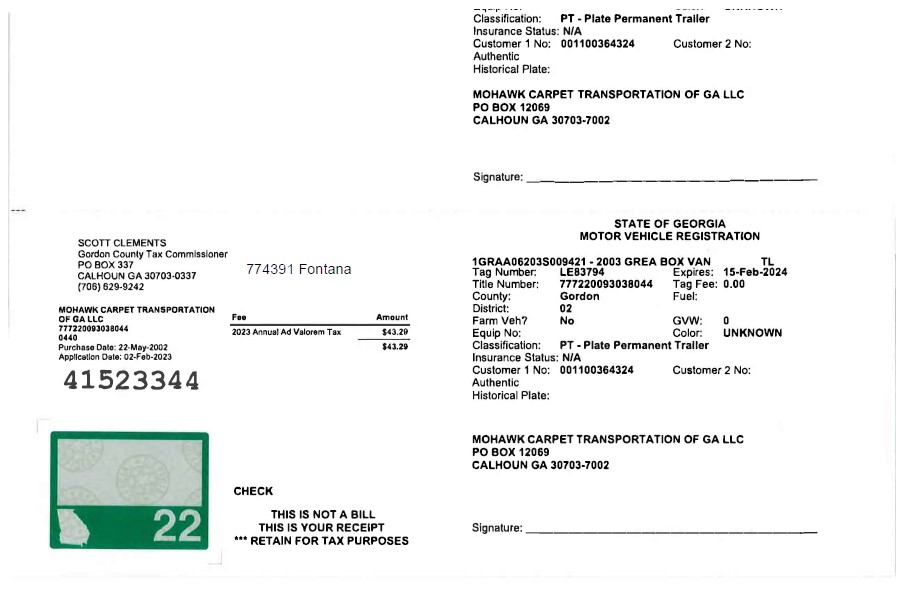 Classification: PT - Plate Permanent Trailer
Insurance Status: N/A
Customer 1 No: 001100364324 Customer 2 No:
Authentic
Historical Plate:
MOHAWK CARPET TRANSPORTATION OF GA LLC
PO BOX 12069
CALHOUN GA 30703-7002
Signature:
SCOTT CLEMENTS
Gordon County Tax Commissioner
PO BOX 337
CALHOUN GA 30703-0337
(706) 629-9242
774391 Fontana
MOHAWK CARPET TRANSPORTATION
OF GA LLC
777220093038044
0440
Purchase Date: 22-May-2002
Application Date: 02-Feb-2023
41523344
Fee Amount
2023 Annual Ad Valorem Tax $43.29
$43.29
22
CHECK
THIS IS NOT A BILL
THIS IS YOUR RECEIPT
*** RETAIN FOR TAX PURPOSES
STATE OF GEORGIA
MOTOR VEHICLE REGISTRATION
1GRAA06203S009421 - 2003 GREA BOX VAN TL
Tag Number: LE83794 Expires: 15-Feb-2024
Title Number: 777220093038044 Tag Fee: 0.00
County: Gordon Fuel:
District: 02
Farm Veh? No GVW: 0
Equip No: Color: UNKNOWN
Classification: PT - Plate Permanent Trailer
Insurance Status: N/A
Customer 1 No: 001100364324 Customer 2 No:
Authentic
Historical Plate:
MOHAWK CARPET TRANSPORTATION OF GA LLC
PO BOX 12069
CALHOUN GA 30703-7002
Signature: